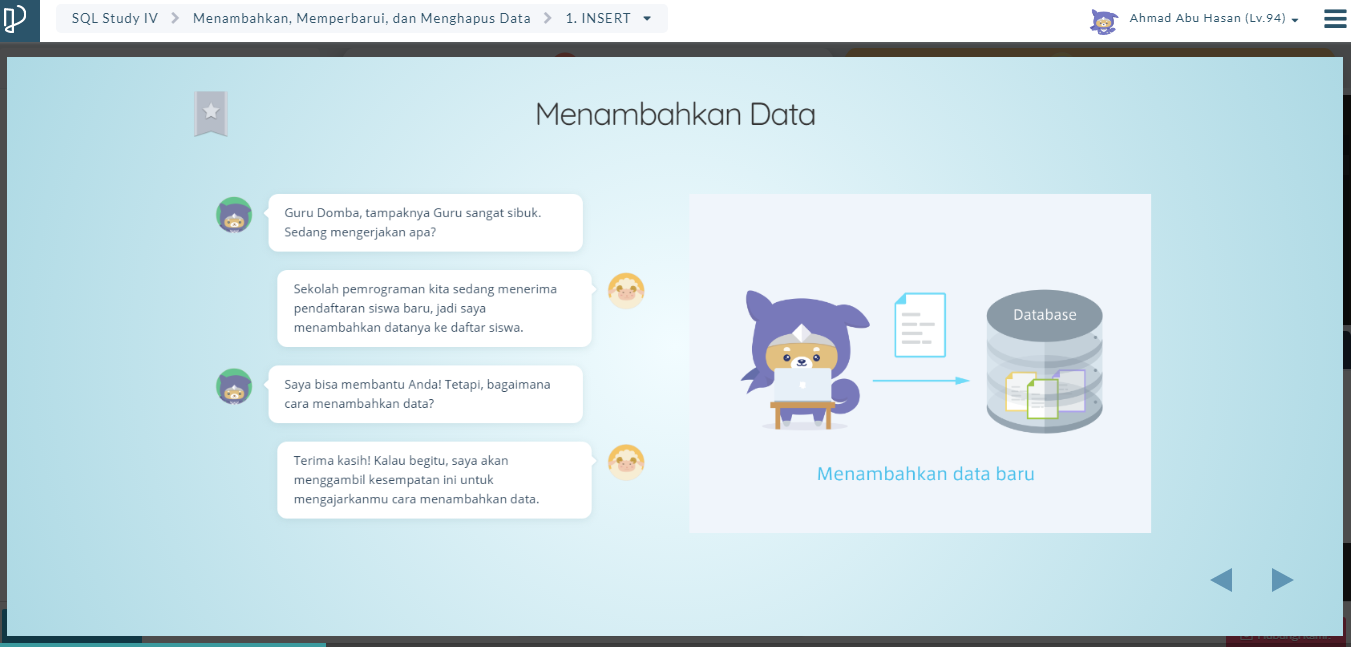 SQL Study IV
Menambahkan, Memperbarui, dan Menghapus Data
1. INSERT
Ahmad Abu Hasan (Lv.94)
Menambahkan Data
Guru Domba, tampaknya Guru sangat sibuk.
Sedang mengerjakan apa?
Sekolah pemrograman kita sedang menerima
pendaftaran siswa baru, jadi saya
menambahkan datanya ke daftar siswa.
Saya bisa membantu Anda! Tetapi, bagaimana
cara menambahkan data?
Terima kasih! Kalau begitu, saya akan
menggambil kesempatan ini untuk
mengajarkanmu cara menambahkan data.
Database
Menambahkan data baru